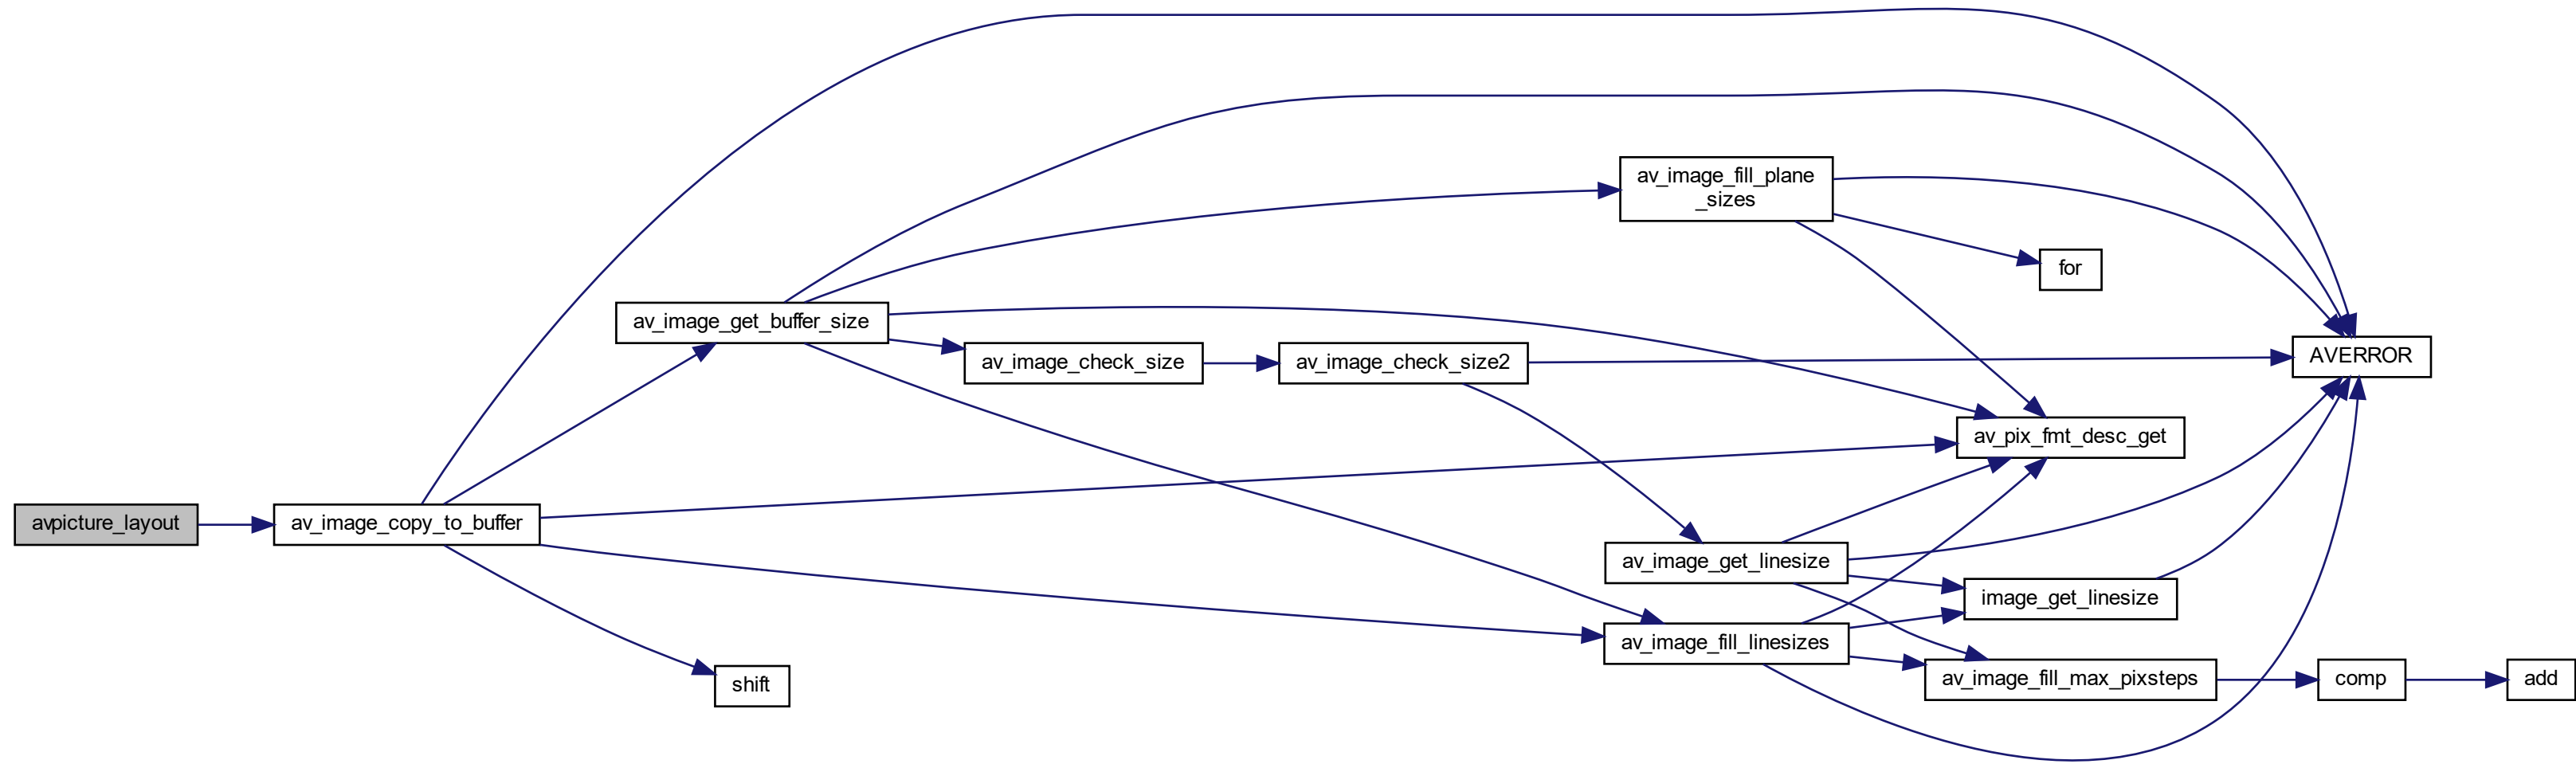 avpicture_layout
av_image_copy_to_buffer
av_image_get_buffer_size
shift
av_image_check_size
av_image_check_size2
av_image_fill_plane
_sizes
av_image_get_linesize
av_image_fill_linesizes
for
av_pix_fmt_desc_get
image_get_linesize
av_image_fill_max_pixsteps
AVERROR
comp
add